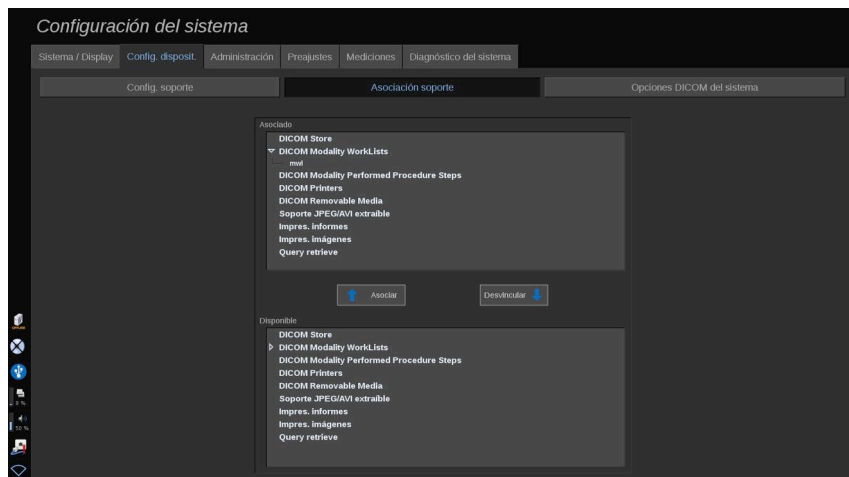 Configuración del sistema
Sistema / Display Config. disposit. Administración Preajustes Mediciones Diagnóstico del sistema
Config. soporte Asociación soporte Opciones DICOM del sistema
Asociado
DICOM Store
DICOM Modality WorkLists
mwl
DICOM Modality Performed Procedure Steps
DICOM Printers
DICOM Removable Media
Soporte JPEG/AVI extraíble
Impres. informes
Impres. imágenes
Query retrieve
Asociar Desvincular
Disponible
DICOM Store
DICOM Modality WorkLists
DICOM Modality Performed Procedure Steps
DICOM Printers
DICOM Removable Media
Soporte JPEG/AVI extraíble
Impres. informes
Impres. imágenes
Query retrieve
0 %
50 %